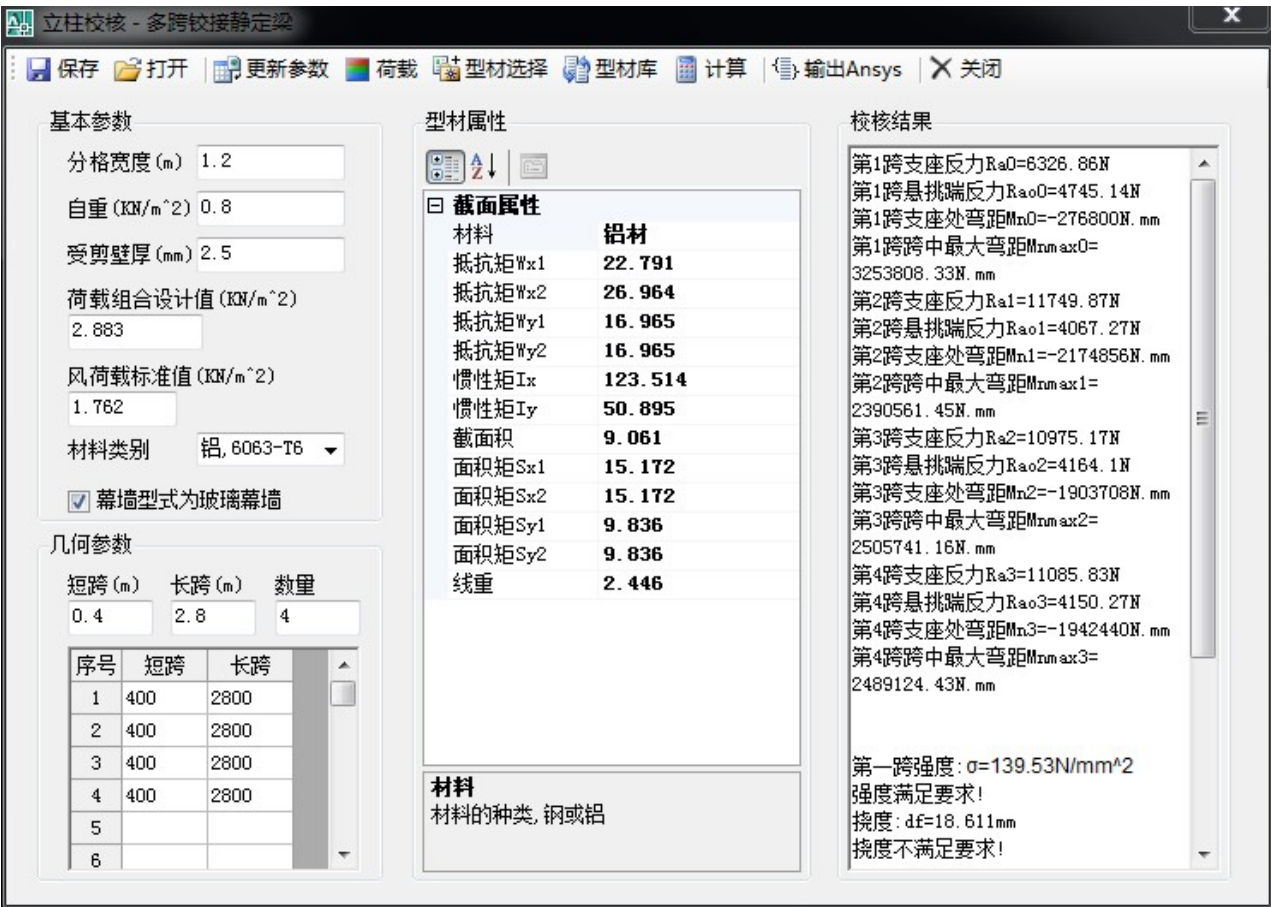 立柱校核 - 多跨铰接静定梁
保存 打开 更新参数 荷载 型材选择 型材库 计算 输出Ansys 关闭
基本参数
分格宽度(m) 1.2
自重(KN/m^2) 0.8
受剪壁厚(mm) 2.5
荷载组合设计值(KN/m^2)
2.883
风荷载标准值(KN/m^2)
1.762
材料类别 铝,6063-T6
幕墙型式为玻璃幕墙
几何参数
短跨(m) 长跨(m) 数量
0.4 2.8 4
序号 短跨 长跨
1 400 2800
2 400 2800
3 400 2800
4 400 2800
5
6
型材属性
截面属性
材料 铝材
抵抗矩Wx1 22.791
抵抗矩Wx2 26.964
抵抗矩Wy1 16.965
抵抗矩Wy2 16.965
惯性矩Ix 123.514
惯性矩Iy 50.895
截面积 9.061
面积矩Sx1 15.172
面积矩Sx2 15.172
面积矩Sy1 9.836
面积矩Sy2 9.836
线重 2.446
材料
材料的种类,钢或铝
校核结果
第1跨支座反力Ra0=6326.86N
第1跨悬挑端反力Rao0=4745.14N
第1跨支座处弯距Mn0=-276800N.mm
第1跨跨中最大弯距Mnmax0=
3253808.33N.mm
第2跨支座反力Ra1=11749.87N
第2跨悬挑端反力Rao1=4067.27N
第2跨支座处弯距Mn1=-2174856N.mm
第2跨跨中最大弯距Mnmax1=
2390561.45N.mm
第3跨支座反力Ra2=10975.17N
第3跨悬挑端反力Rao2=4164.1N
第3跨支座处弯距Mn2=-1903708N.mm
第3跨跨中最大弯距Mnmax2=
2505741.16N.mm
第4跨支座反力Ra3=11085.83N
第4跨悬挑端反力Rao3=4150.27N
第4跨支座处弯距Mn3=-1942440N.mm
第4跨跨中最大弯距Mnmax3=
2489124.43N.mm
第一跨强度:σ=139.53N/mm^2
强度满足要求!
挠度:df=18.611mm
挠度不满足要求!